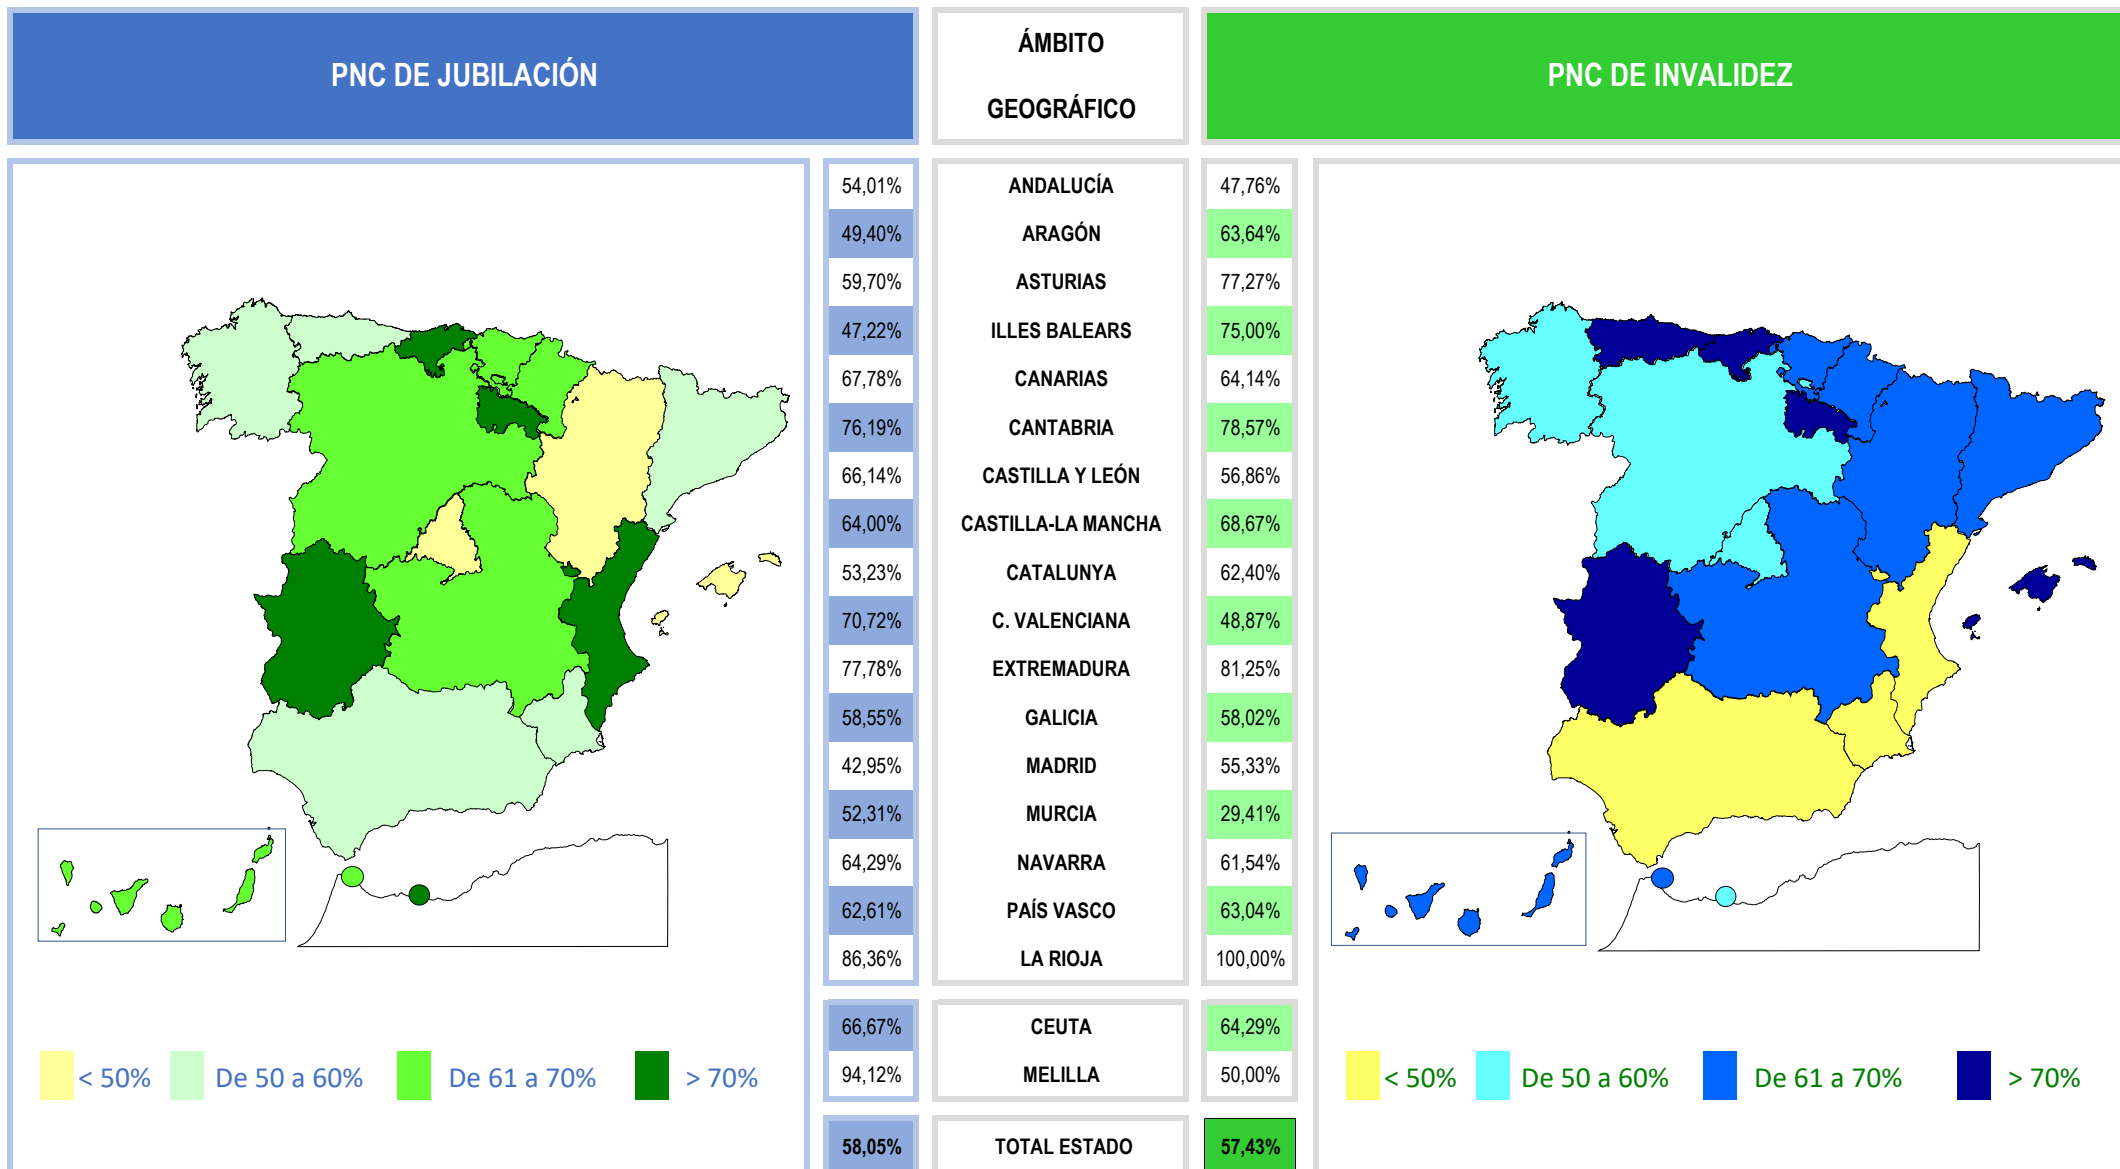 PNC DE JUBILACIÓN
ÁMBITO
GEOGRÁFICO
PNC DE INVALIDEZ
54,01% ANDALUCÍA 47,76%
49,40% ARAGÓN 63,64%
59,70% ASTURIAS 77,27%
47,22% ILLES BALEARS 75,00%
67,78% CANARIAS 64,14%
76,19% CANTABRIA 78,57%
66,14% CASTILLA Y LEÓN 56,86%
64,00% CASTILLA-LA MANCHA 68,67%
53,23% CATALUNYA 62,40%
70,72% C. VALENCIANA 48,87%
77,78% EXTREMADURA 81,25%
58,55% GALICIA 58,02%
42,95% MADRID 55,33%
52,31% MURCIA 29,41%
64,29% NAVARRA 61,54%
62,61% PAÍS VASCO 63,04%
86,36% LA RIOJA 100,00%
66,67% CEUTA 64,29%
94,12% MELILLA 50,00%
58,05% TOTAL ESTADO 57,43%
< 50% De 50 a 60% De 61 a 70% > 70%
< 50% De 50 a 60% De 61 a 70% > 70%